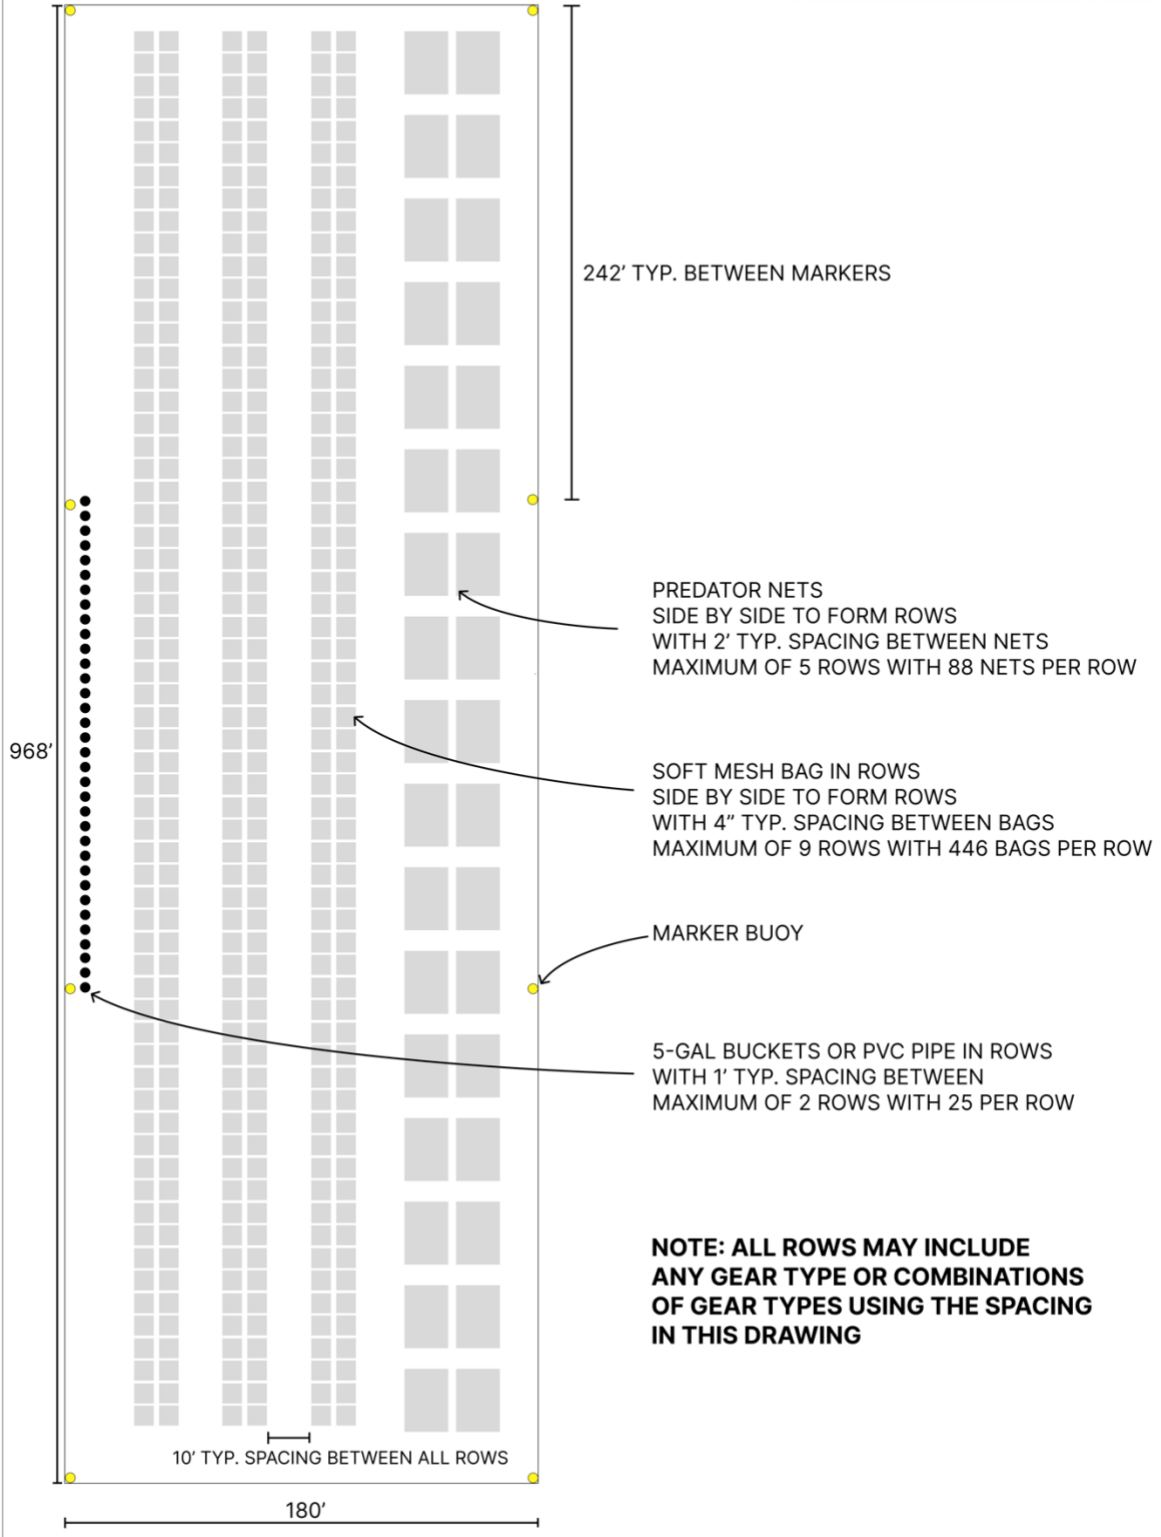 242’ TYP. BETWEEN MARKERS
PREDATOR NETS
SIDE BY SIDE TO FORM ROWS
WITH 2’ TYP. SPACING BETWEEN NETS
MAXIMUM OF 5 ROWS WITH 88 NETS PER ROW
968’
SOFT MESH BAG IN ROWS
SIDE BY SIDE TO FORM ROWS
WITH 4” TYP. SPACING BETWEEN BAGS
MAXIMUM OF 9 ROWS WITH 446 BAGS PER ROW
MARKER BUOY
5-GAL BUCKETS OR PVC PIPE IN ROWS
WITH 1’ TYP. SPACING BETWEEN
MAXIMUM OF 2 ROWS WITH 25 PER ROW
NOTE: ALL ROWS MAY INCLUDE
ANY GEAR TYPE OR COMBINATIONS
OF GEAR TYPES USING THE SPACING
IN THIS DRAWING
10’ TYP. SPACING BETWEEN ALL ROWS
180’